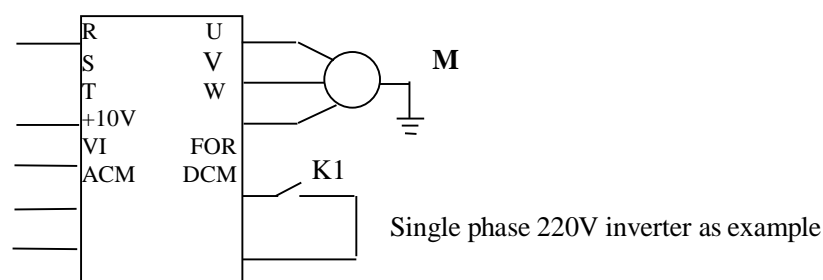 R U
S V
T W
+10V
VI FOR
ACM DCM
M
K1
Single phase 220V inverter as example